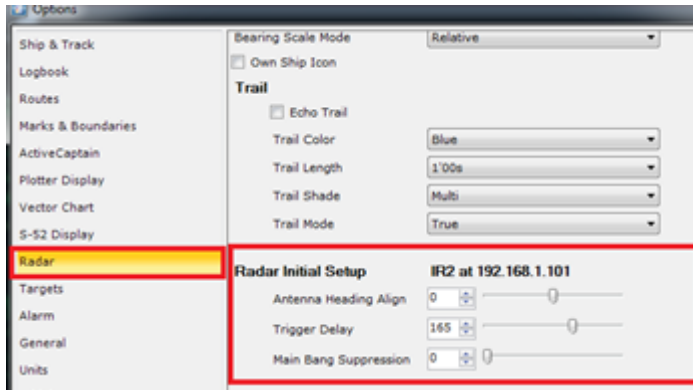 Options
Ship & Track
Logbook
Routes
Marks & Boundaries
ActiveCaptain
Plotter Display
Vector Chart
S-52 Display
Radar
Targets
Alarm
General
Units
Bearing Scale Mode Relative
Own Ship Icon
Trail
Echo Trail
Trail Color Blue
Trail Length 1'00s
Trail Shade Multi
Trail Mode True
Radar Initial Setup IR2 at 192.168.1.101
Antenna Heading Align 0
Trigger Delay 165
Main Bang Suppression 0